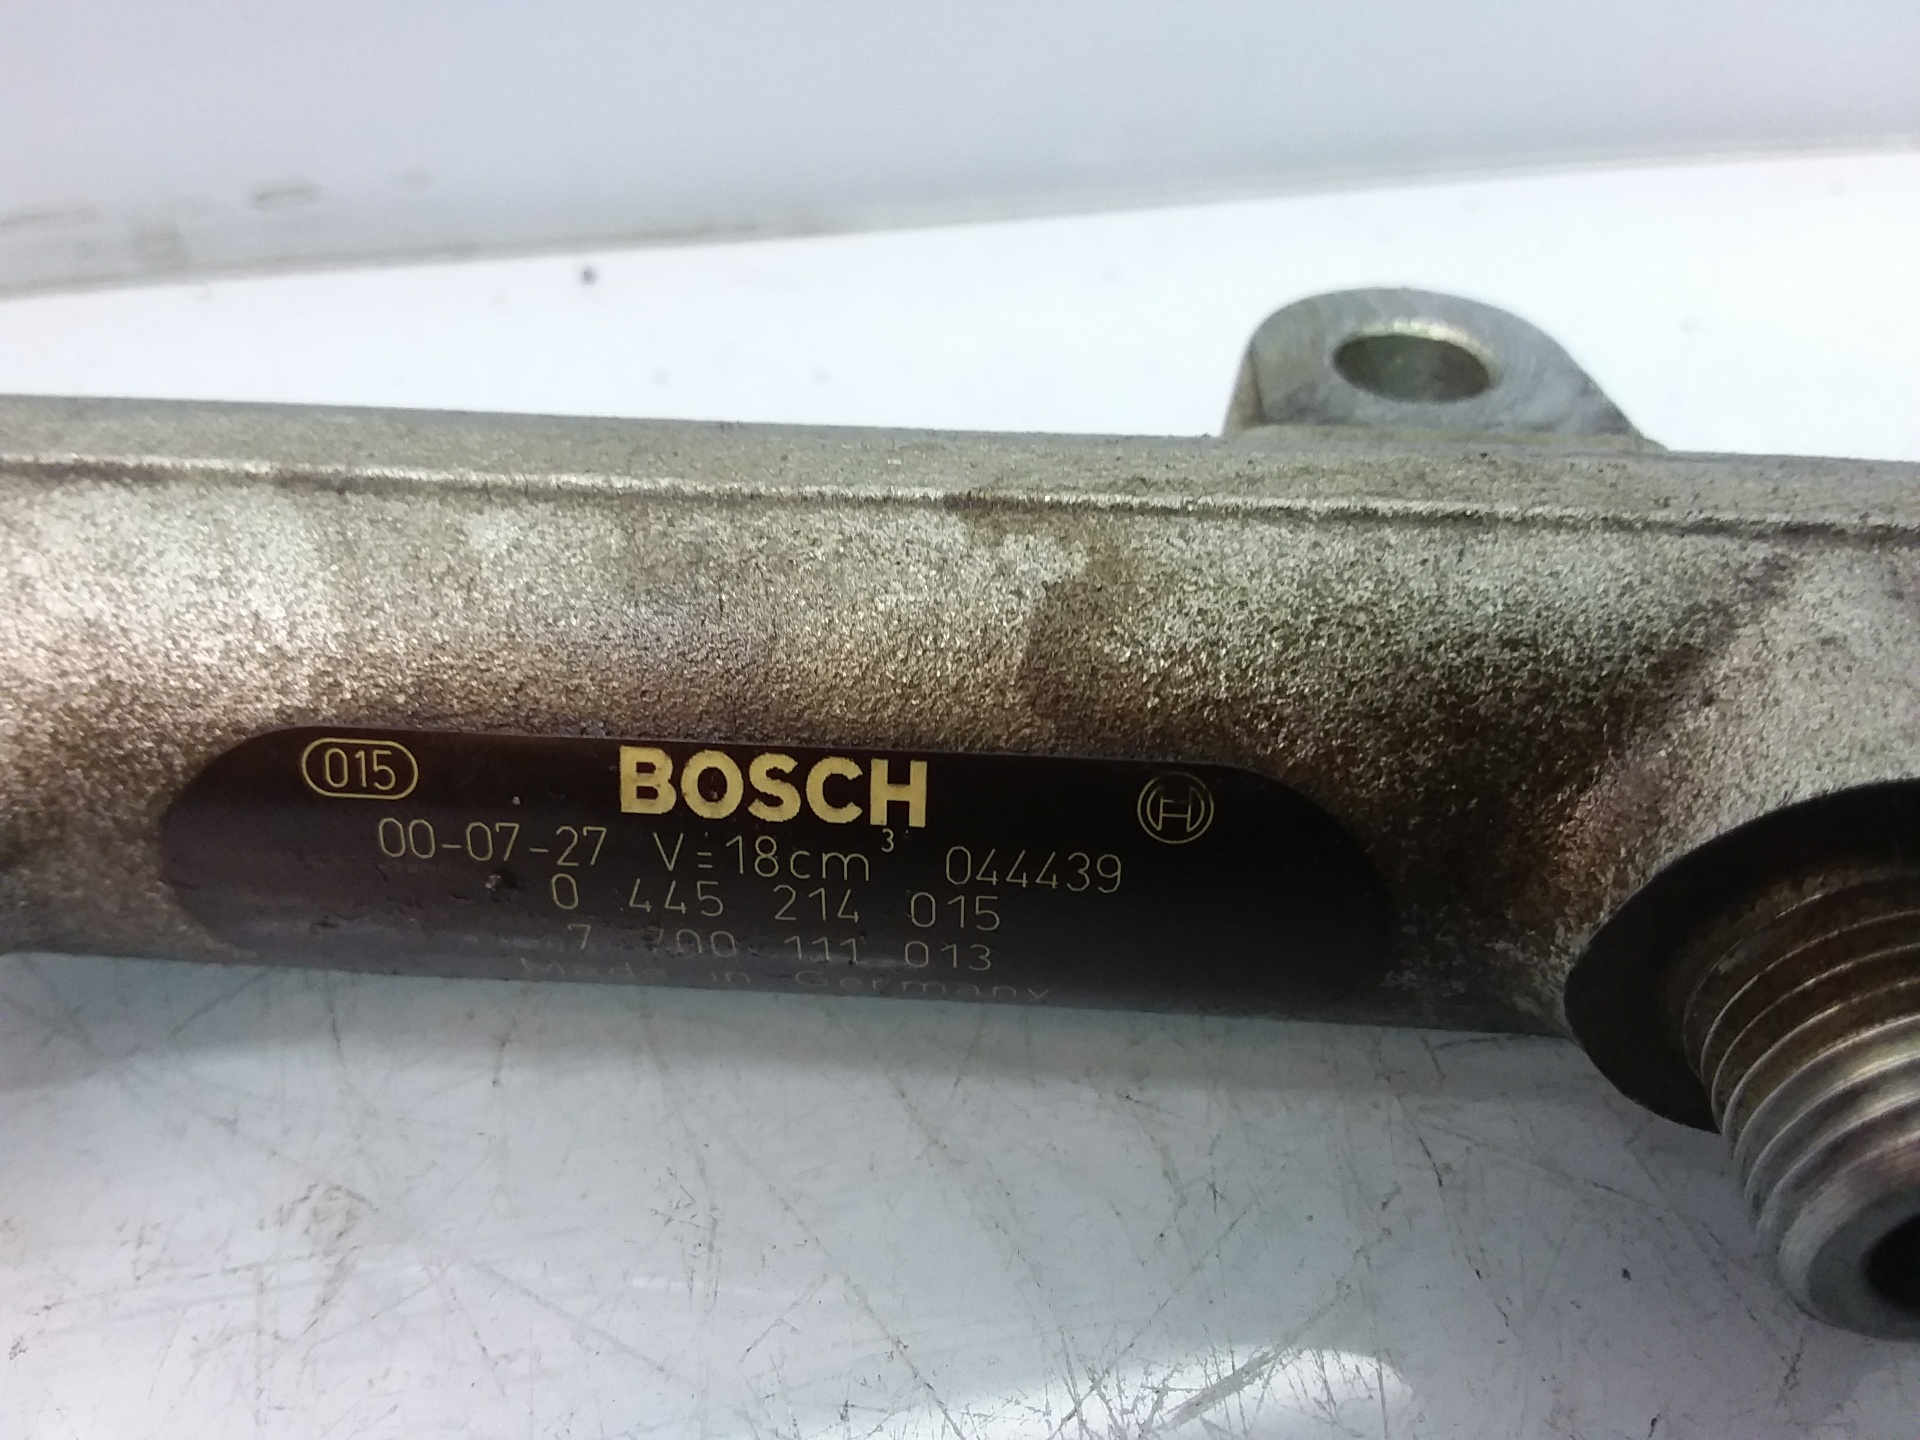 015 BOSCH
00-07-27 V=18cm³ 044439
0 445 214 015
7 700 111 013
Made in Germany